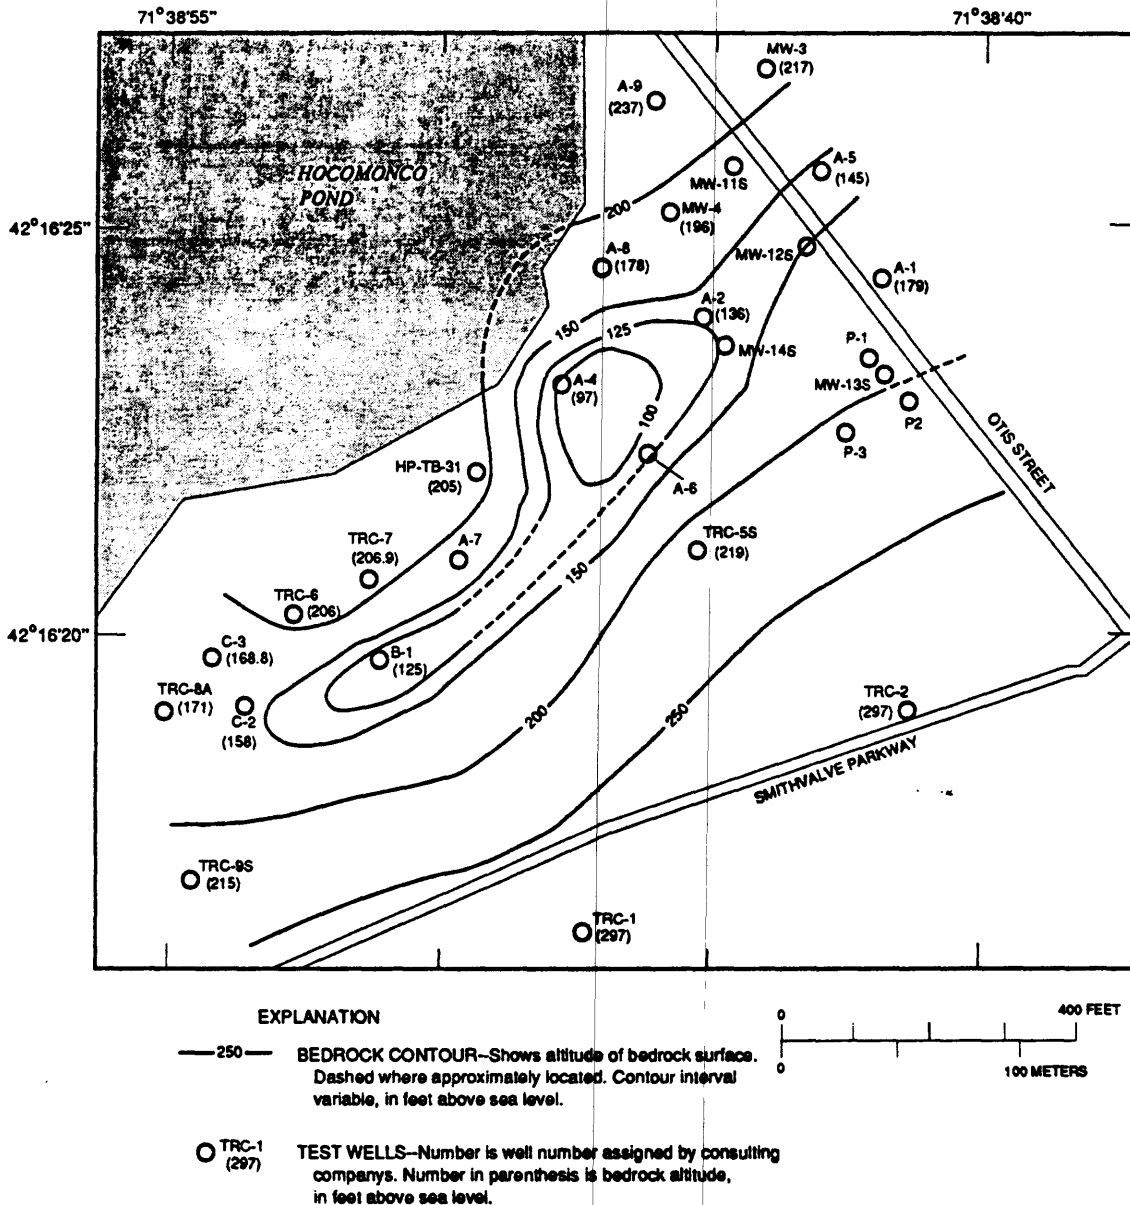 71°38'55"
71°38'40"
MW-3
(217)
A-9
(237)
HOCOMONCO
POND
MW-11S
A-5
(145)
200
MW-4
(196)
42°16'25"
MW-12S
A-8
(178)
A-1
(179)
A-2
(136)
150
125
MW-14S
P-1
MW-13S
A-4
(97)
100
P2
OTIS STREET
P-3
HP-TB-31
(205)
A-6
TRC-7
(206.9)
A-7
TRC-5S
(219)
150
TRC-6
(206)
42°16'20"
C-3
(168.8)
B-1
(125)
TRC-8A
(171)
C-2
(158)
200
250
TRC-2
(297)
SMITHVALVE PARKWAY
TRC-9S
(215)
TRC-1
(297)
EXPLANATION
0
400 FEET
0
100 METERS
250
BEDROCK CONTOUR--Shows altitude of bedrock surface.
Dashed where approximately located. Contour interval
variable, in feet above sea level.
TRC-1
(297)
TEST WELLS--Number is well number assigned by consulting
companys. Number in parenthesis is bedrock altitude,
in feet above sea level.